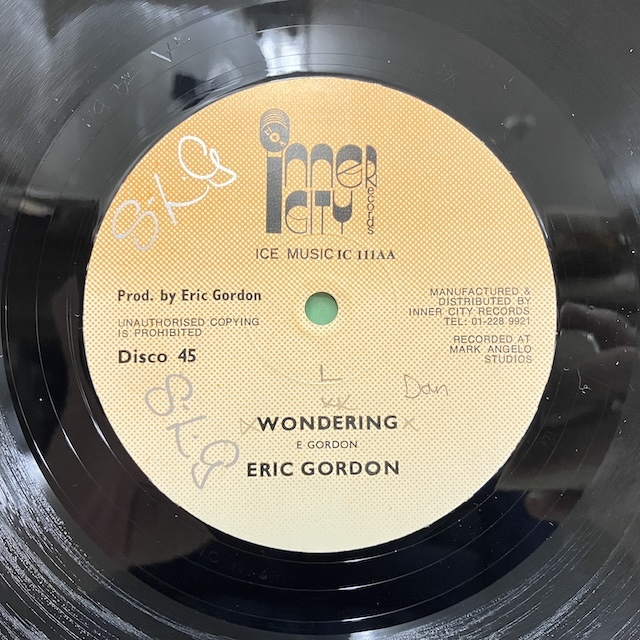 inner
CITY
RECORDS
ICE MUSIC IC 111AA
Prod. by Eric Gordon
UNAUTHORISED COPYING
IS PROHIBITED
Disco 45
MANUFACTURED &
DISTRIBUTED BY
INNER CITY RECORDS
TEL: 01-228 9921
RECORDED AT
MARK ANGELO
STUDIOS
S.L.G
S.L.G
L
Dan
WONDERING
E GORDON
ERIC GORDON